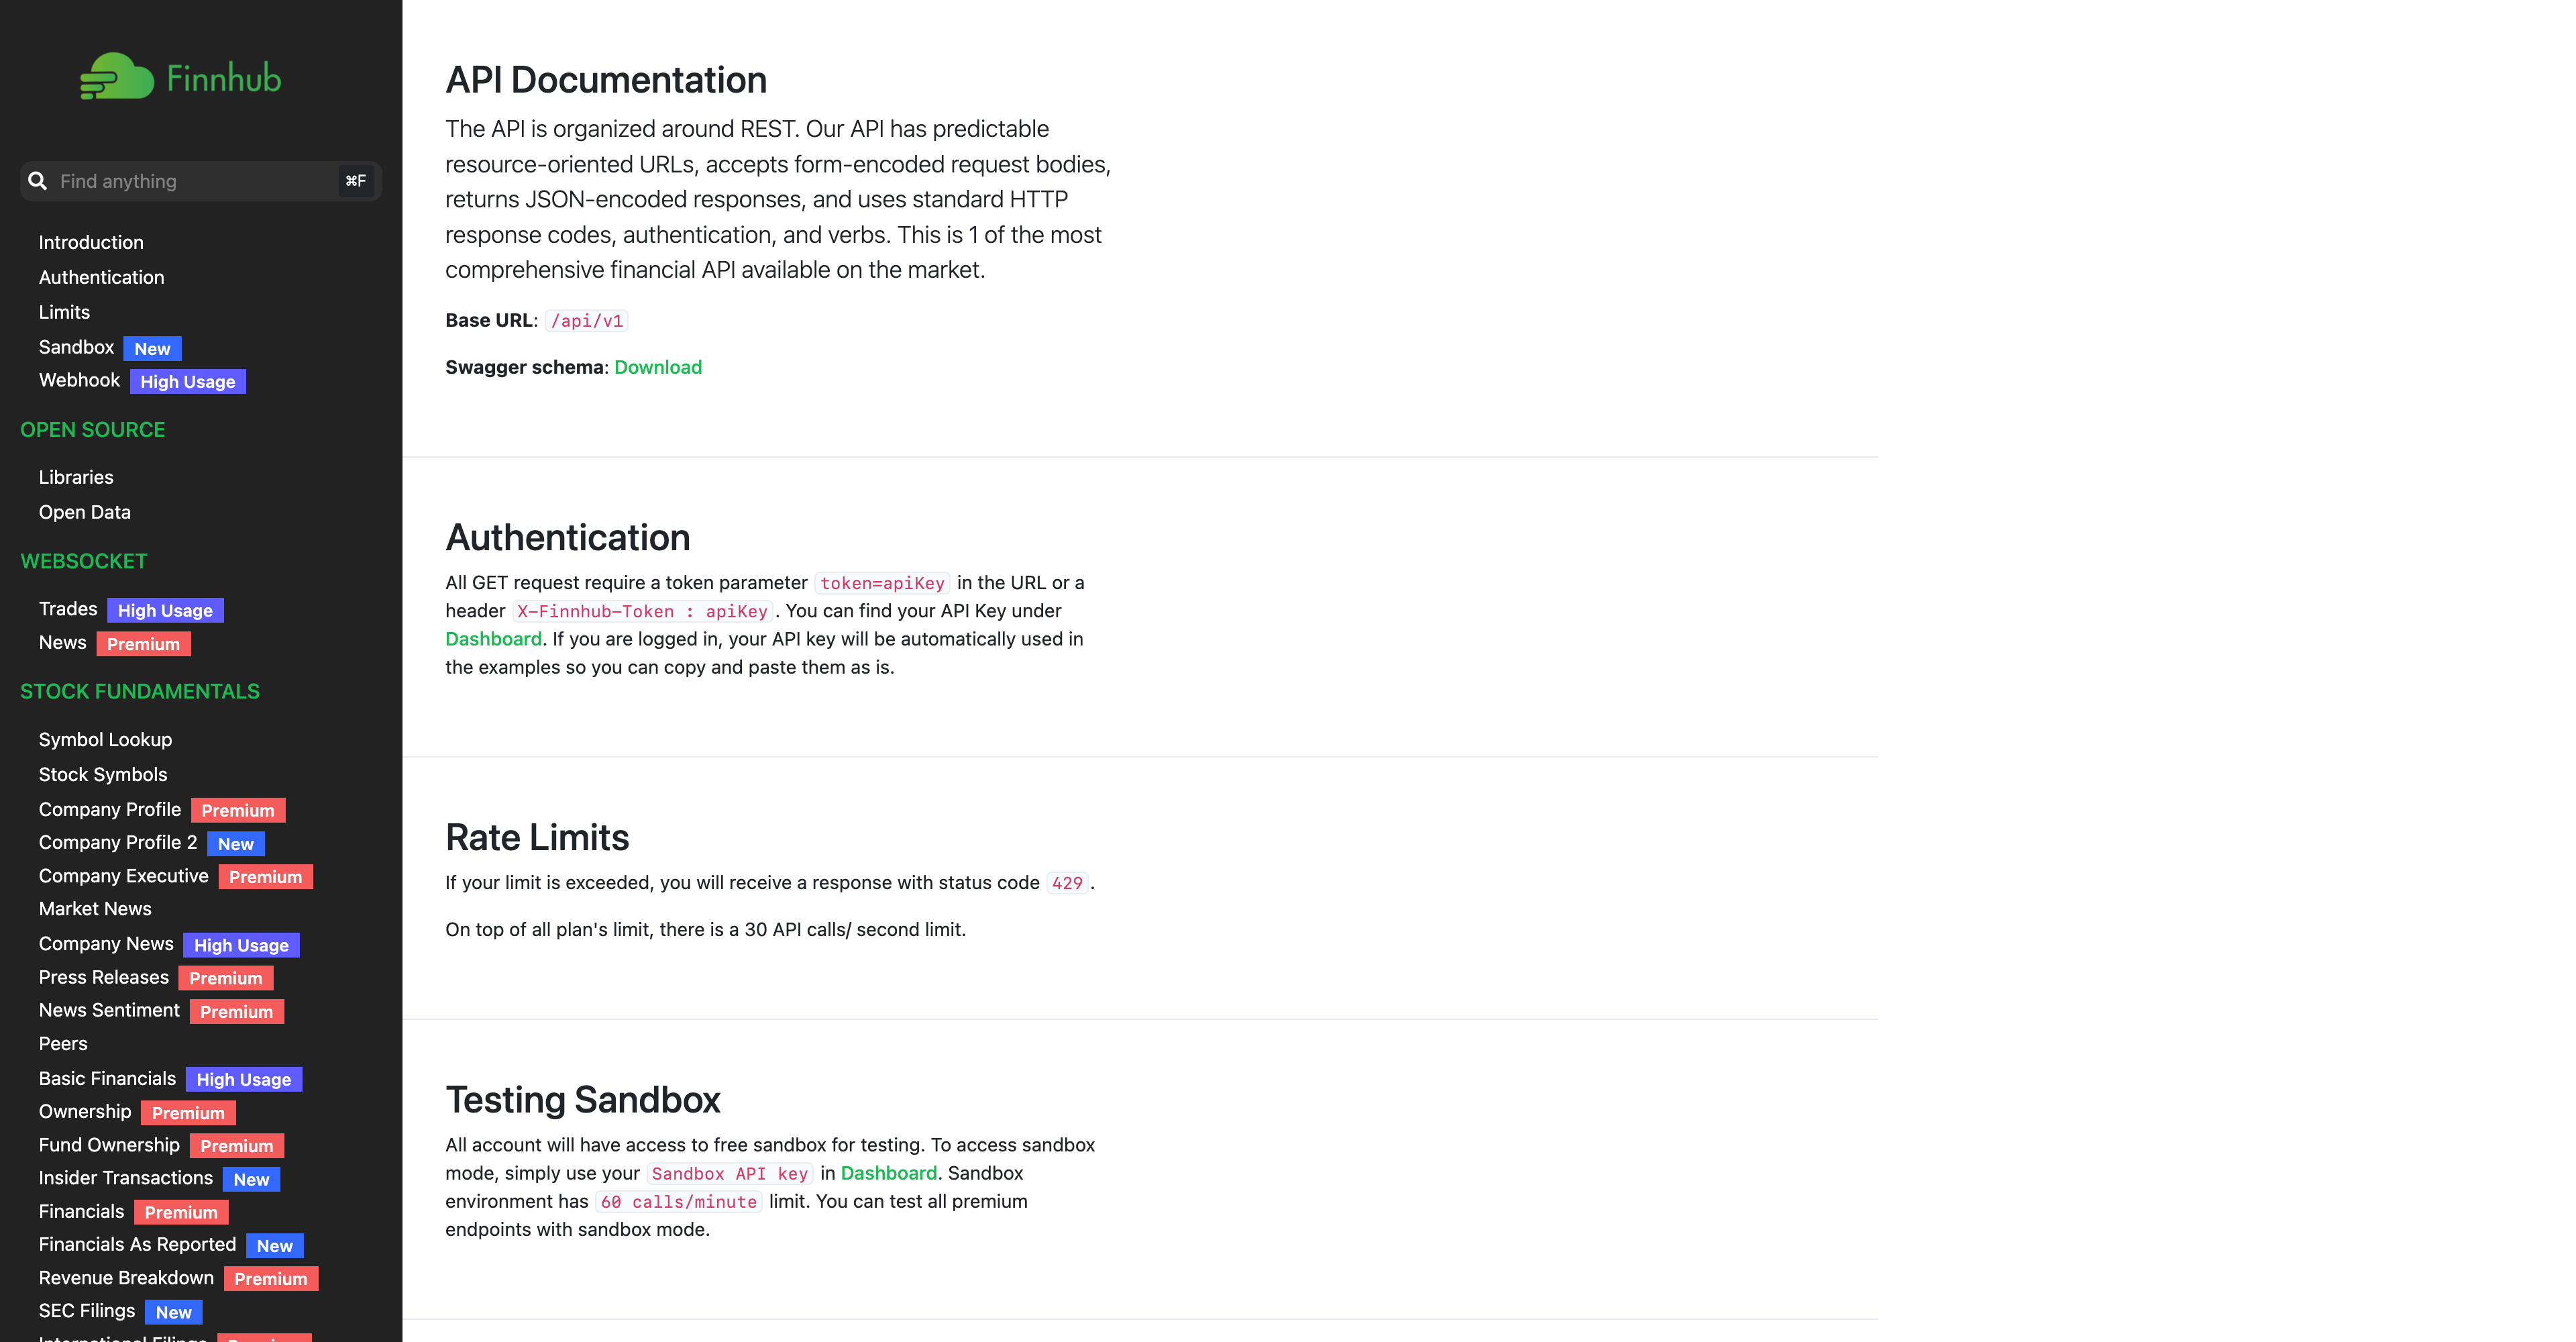 Finnhub
Find anything
⌘F
Introduction
Authentication
Limits
Sandbox New
Webhook High Usage
OPEN SOURCE
Libraries
Open Data
WEBSOCKET
Trades High Usage
News Premium
STOCK FUNDAMENTALS
Symbol Lookup
Stock Symbols
Company Profile Premium
Company Profile 2 New
Company Executive Premium
Market News
Company News High Usage
Press Releases Premium
News Sentiment Premium
Peers
Basic Financials High Usage
Ownership Premium
Fund Ownership Premium
Insider Transactions New
Financials Premium
Financials As Reported New
Revenue Breakdown Premium
SEC Filings New
API Documentation
The API is organized around REST. Our API has predictable
resource-oriented URLs, accepts form-encoded request bodies,
returns JSON-encoded responses, and uses standard HTTP
response codes, authentication, and verbs. This is 1 of the most
comprehensive financial API available on the market.
Base URL: /api/v1
Swagger schema: Download
Authentication
All GET request require a token parameter token=apiKey in the URL or a
header X-Finnhub-Token : apiKey. You can find your API Key under
Dashboard. If you are logged in, your API key will be automatically used in
the examples so you can copy and paste them as is.
Rate Limits
If your limit is exceeded, you will receive a response with status code 429.
On top of all plan's limit, there is a 30 API calls/ second limit.
Testing Sandbox
All account will have access to free sandbox for testing. To access sandbox
mode, simply use your Sandbox API key in Dashboard. Sandbox
environment has 60 calls/minute limit. You can test all premium
endpoints with sandbox mode.